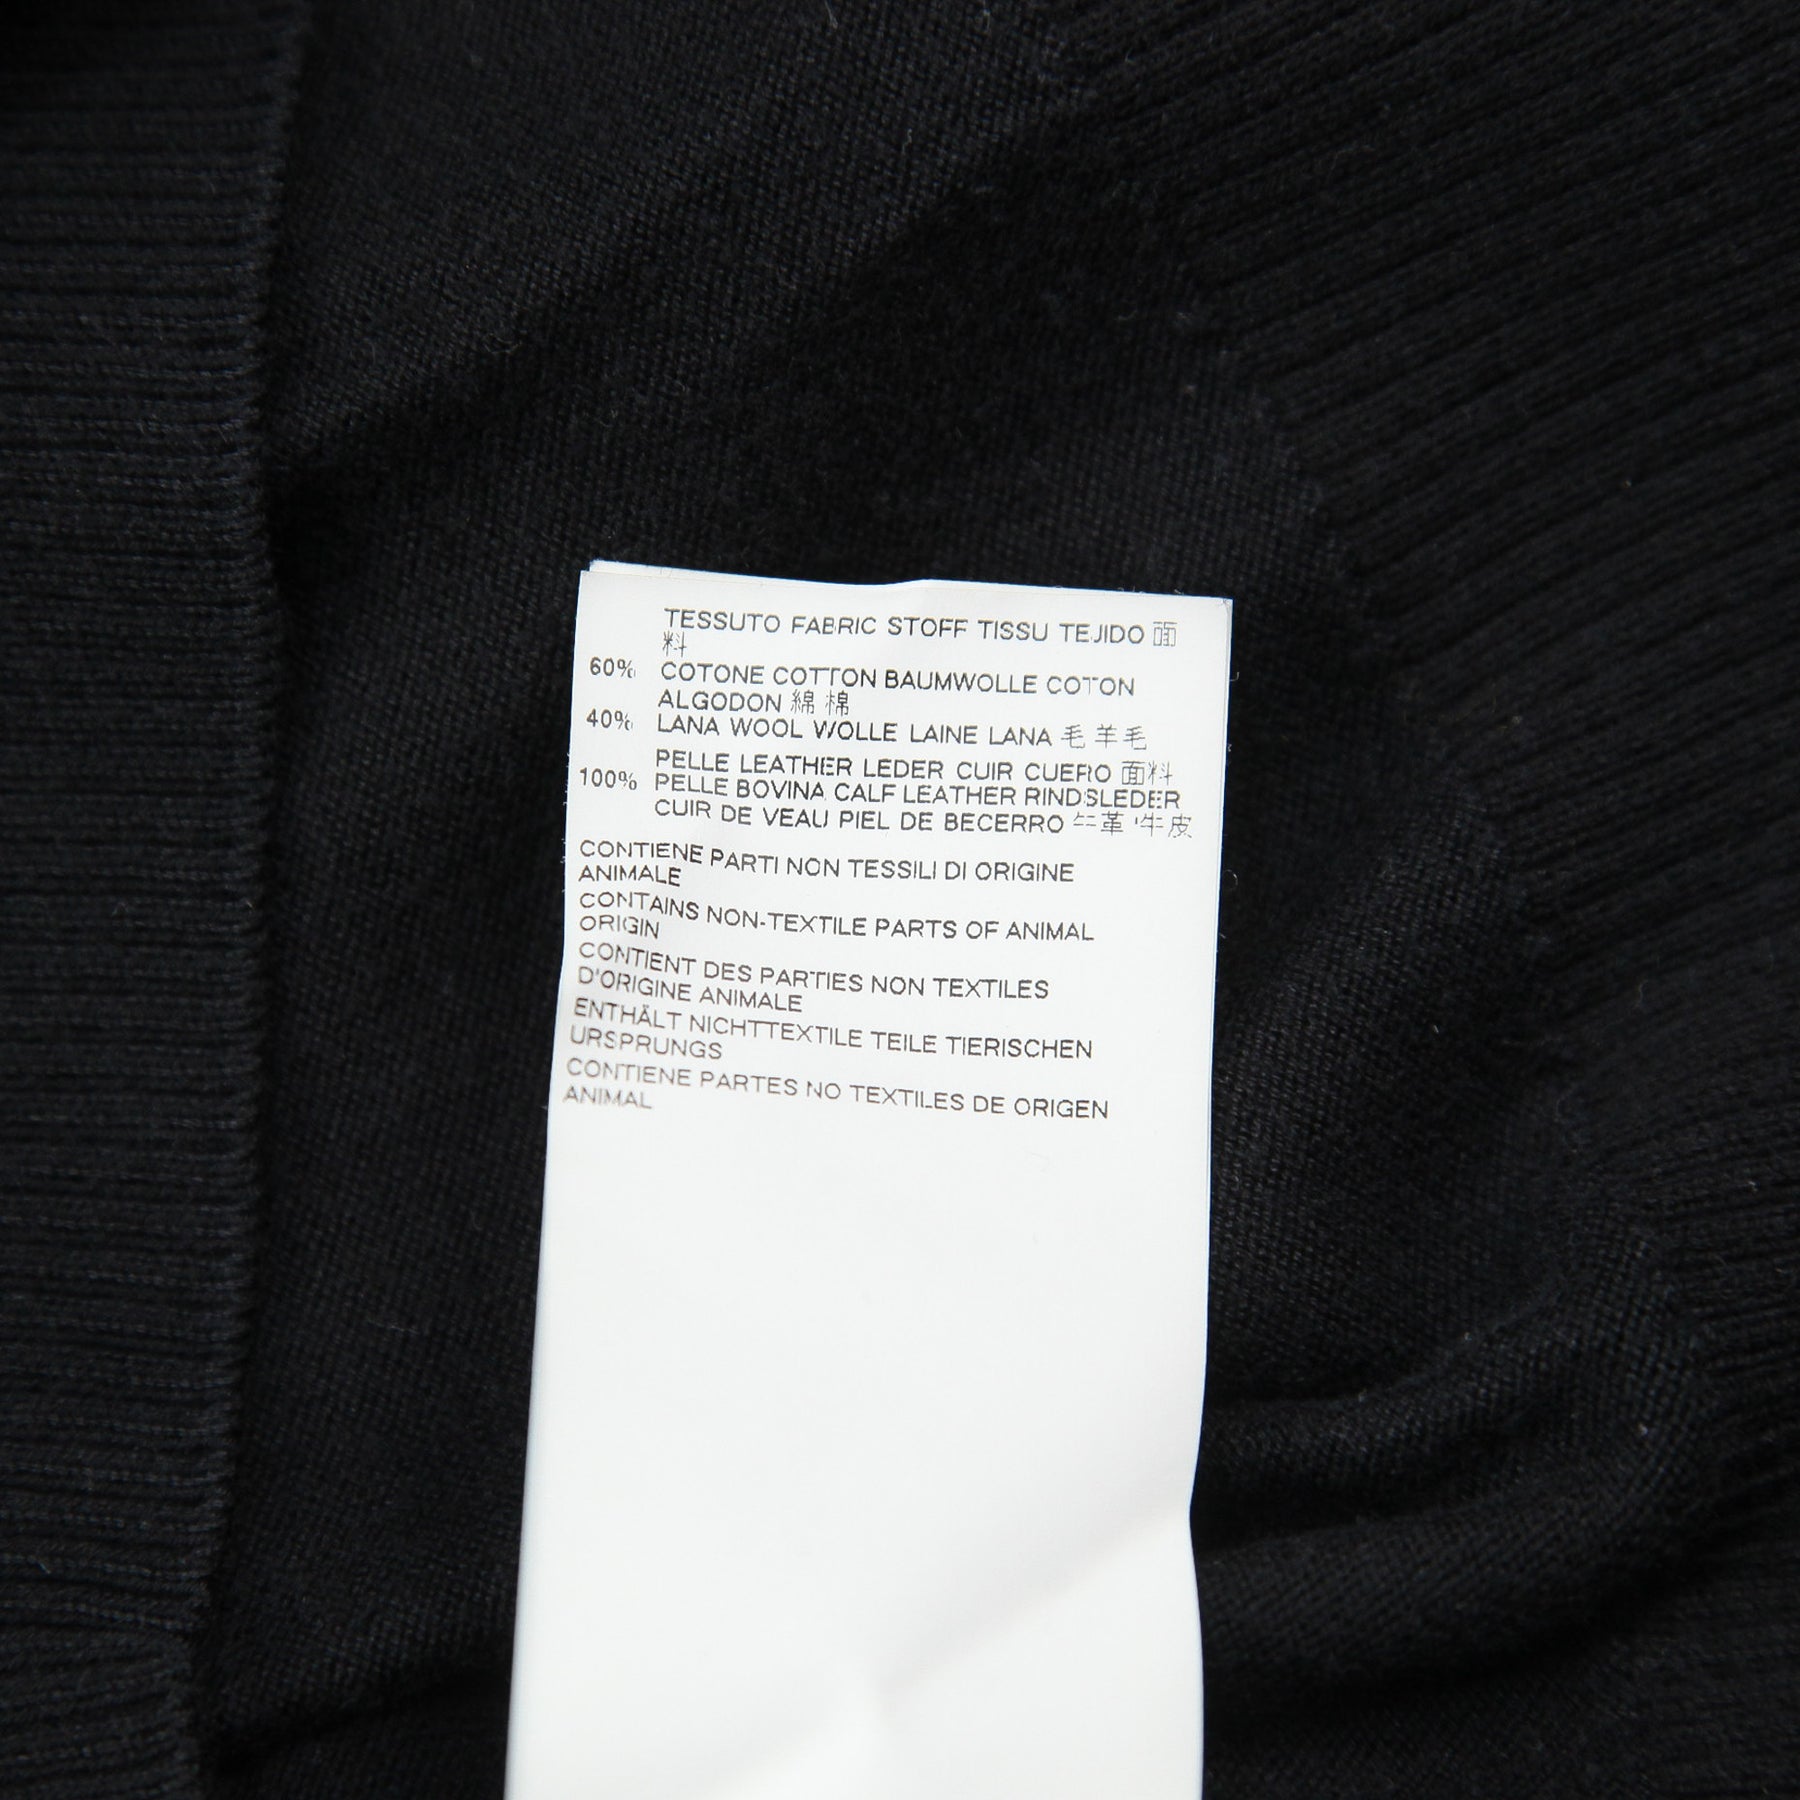 TESSUTO FABRIC STOFF TISSU TEJIDO 面
料
60% COTONE COTTON BAUMWOLLE COTON
ALGODON 綿 棉
40% LANA WOOL WOLLE LAINE LANA 毛 羊毛
PELLE LEATHER LEDER CUIR CUERO 面料
100% PELLE BOVINA CALF LEATHER RINDSLEDER
CUIR DE VEAU PIEL DE BECERRO 牛革 牛皮
CONTIENE PARTI NON TESSILI DI ORIGINE
ANIMALE
CONTAINS NON-TEXTILE PARTS OF ANIMAL
ORIGIN
CONTIENT DES PARTIES NON TEXTILES
D'ORIGINE ANIMALE
ENTHÄLT NICHTTEXTILE TEILE TIERISCHEN
URSPRUNGS
CONTIENE PARTES NO TEXTILES DE ORIGEN
ANIMAL